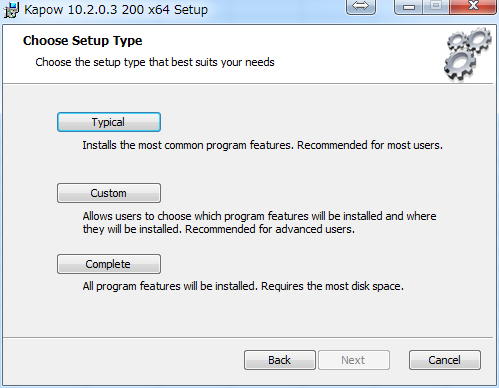 Kapow 10.2.0.3 200 x64 Setup
Choose Setup Type
Choose the setup type that best suits your needs
Typical
Installs the most common program features. Recommended for most users.
Custom
Allows users to choose which program features will be installed and where
they will be installed. Recommended for advanced users.
Complete
All program features will be installed. Requires the most disk space.
Back Next Cancel